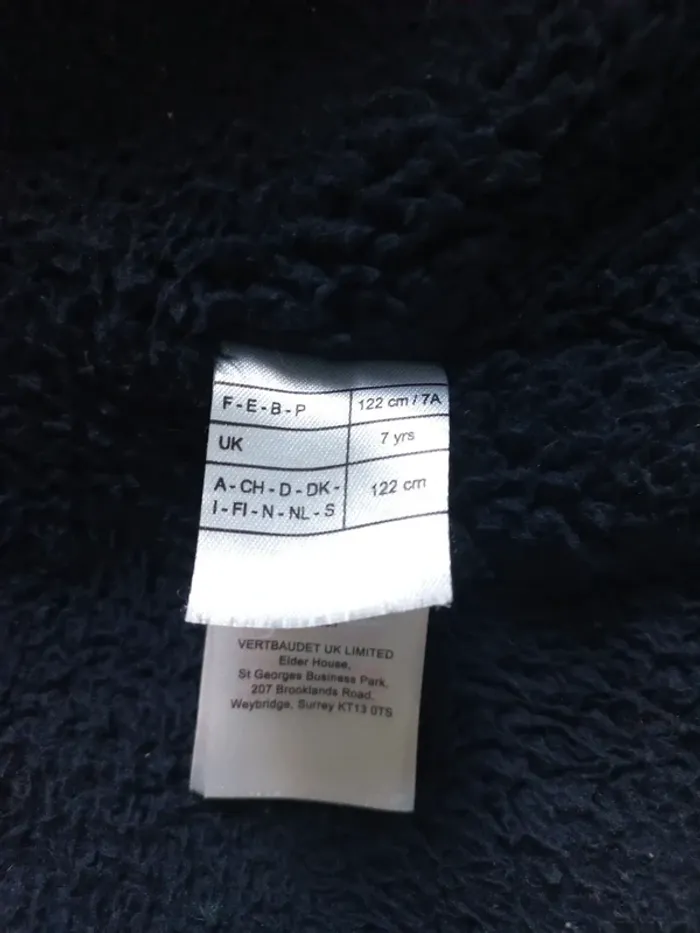 F - E - B - P 122 cm / 7A
UK 7 yrs
A - CH - D - DK - 122 cm
I - FI - N - NL - S
VERTBAUDET UK LIMITED
Elder House,
St Georges Business Park,
207 Brooklands Road,
Weybridge, Surrey KT13 0TS